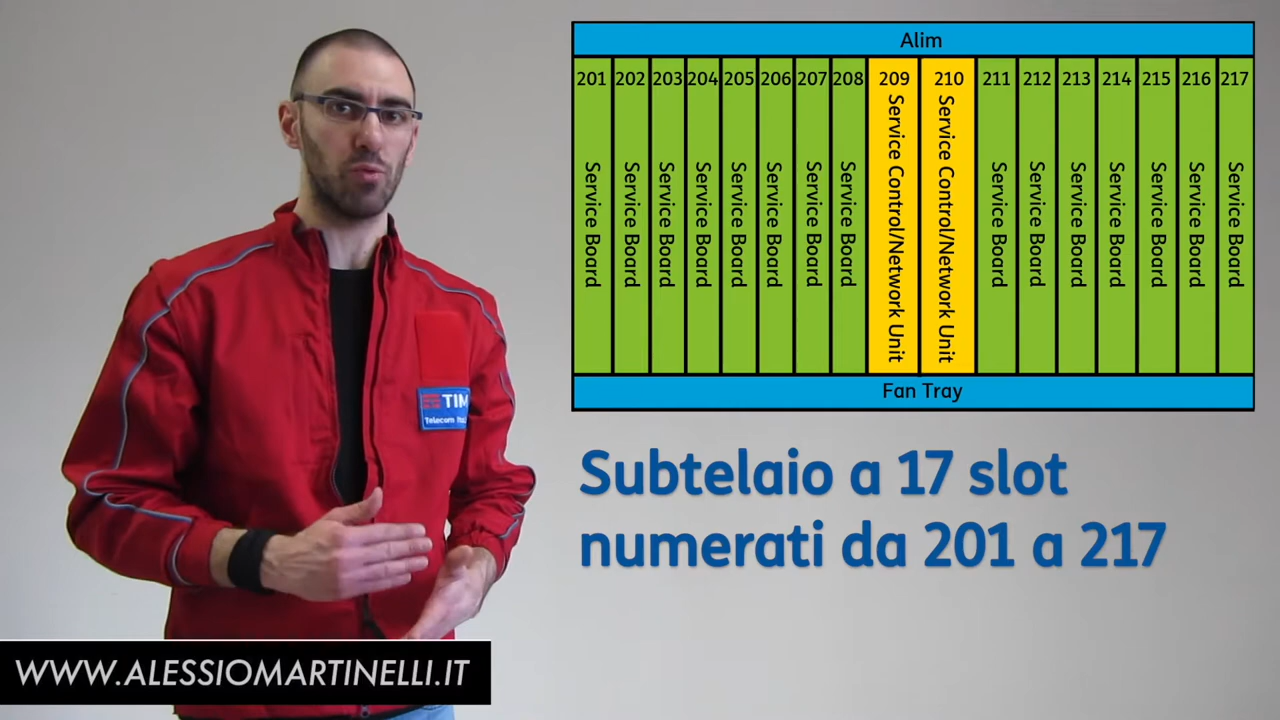 Alim
201 202 203 204 205 206 207 208 209 210 211 212 213 214 215 216 217
Service Board
Service Board
Service Board
Service Board
Service Board
Service Board
Service Board
Service Board
Service Control/Network Unit
Service Control/Network Unit
Service Board
Service Board
Service Board
Service Board
Service Board
Service Board
Service Board
Fan Tray
Subtelaio a 17 slot
numerati da 201 a 217
TIM
Telecom
WWW.ALESSIOMARTINELLI.IT